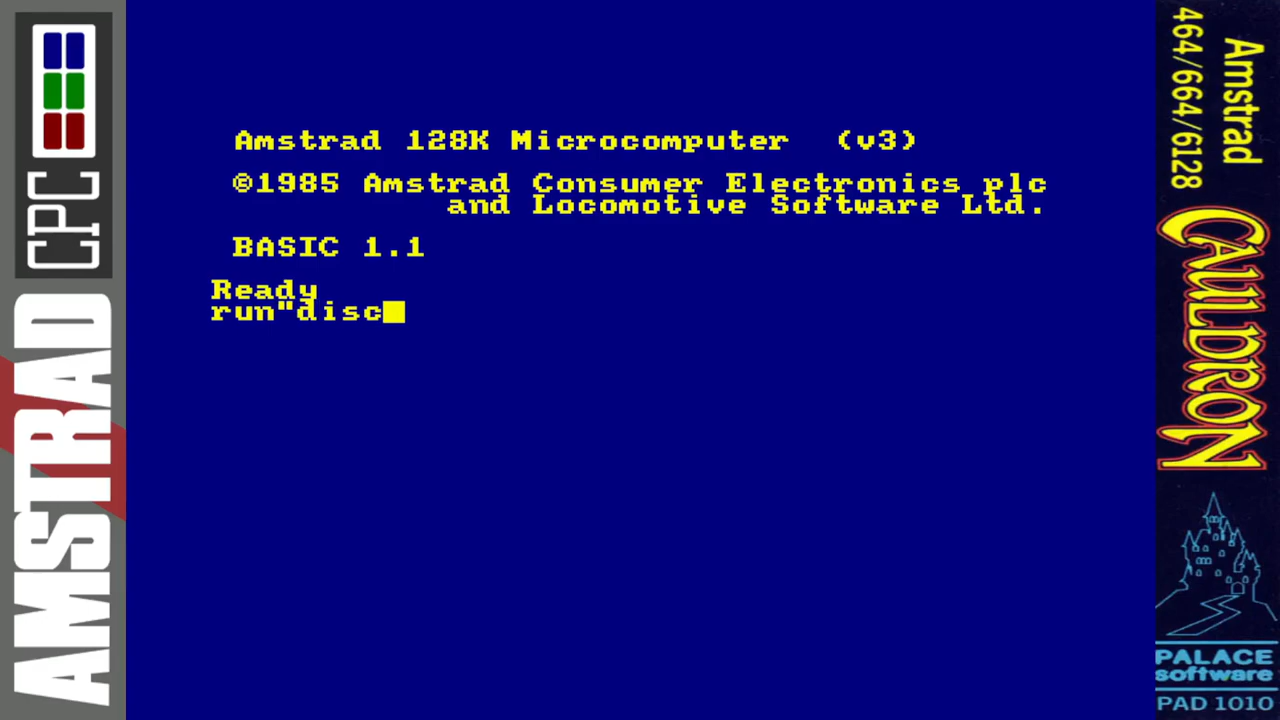 AMSTRAD CPC
Amstrad 128K Microcomputer (v3)
©1985 Amstrad Consumer Electronics plc
and Locomotive Software Ltd.
BASIC 1.1
Ready
run"disc
Amstrad
464/664/6128
CAULDRON
PALACE
software
PAD 1010